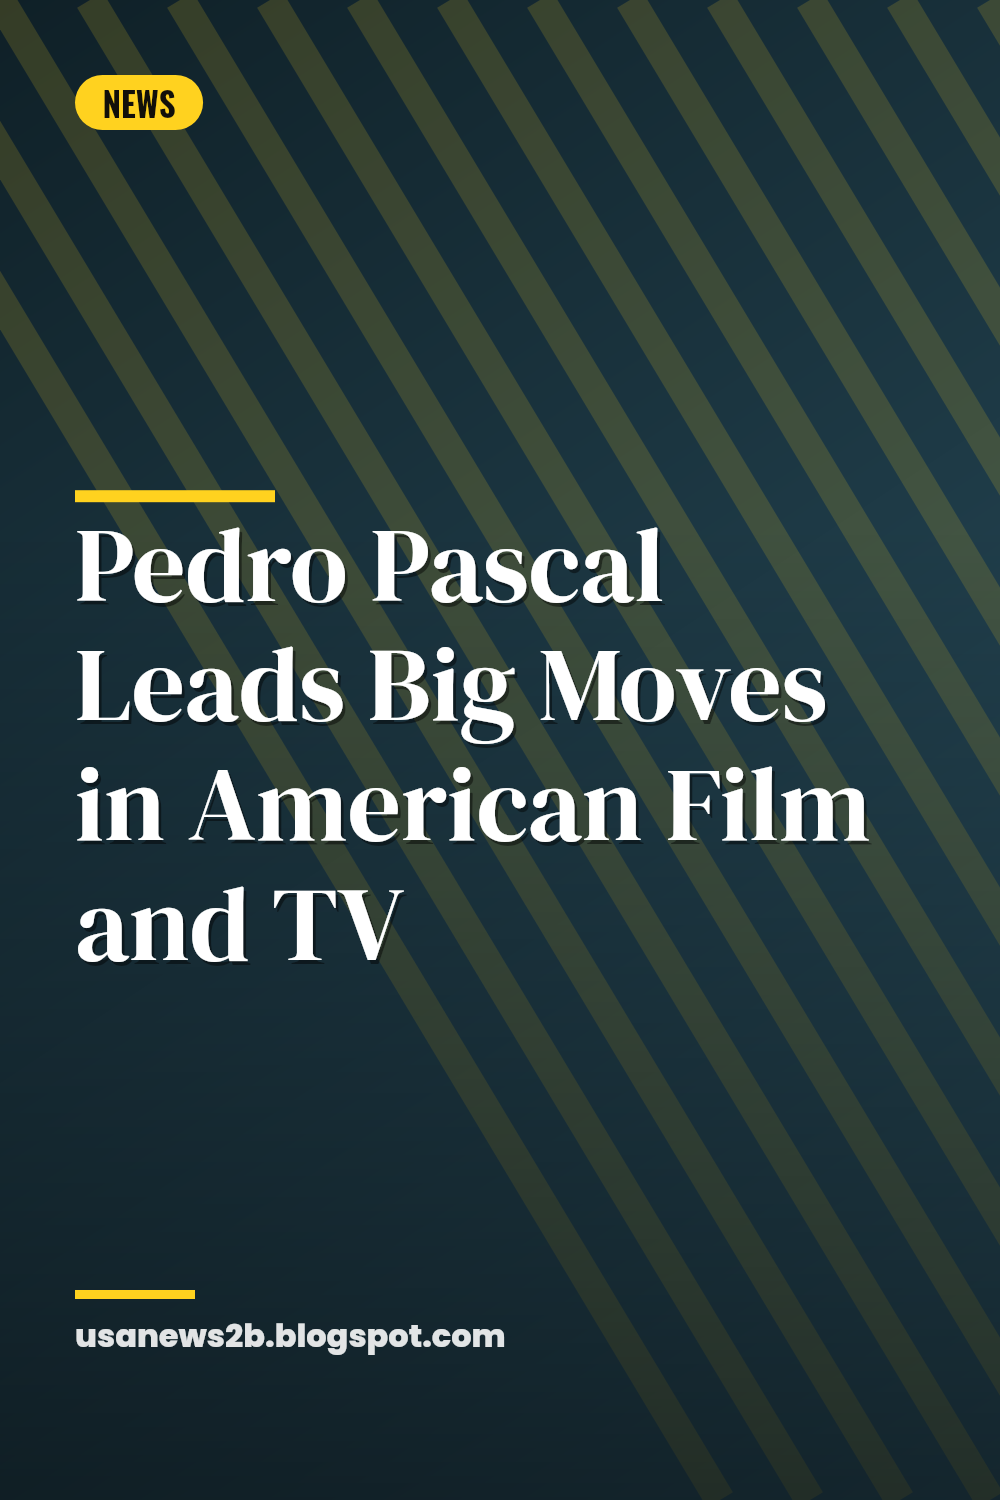 NEWS
Pedro Pascal
Leads Big Moves
in American Film
and TV
usanews2b.blogspot.com